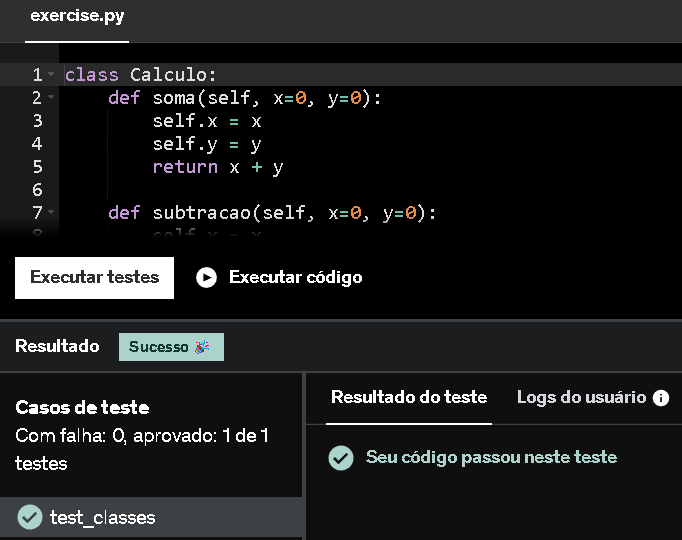 exercise.py
1 class Calculo:
2     def soma(self, x=0, y=0):
3         self.x = x
4         self.y = y
5         return x + y
6
7     def subtracao(self, x=0, y=0):
8         self.x = x
Executar testes Executar código
Resultado Sucesso 🎉
Casos de teste
Com falha: 0, aprovado: 1 de 1
testes
test_classes
Resultado do teste Logs do usuário
Seu código passou neste teste